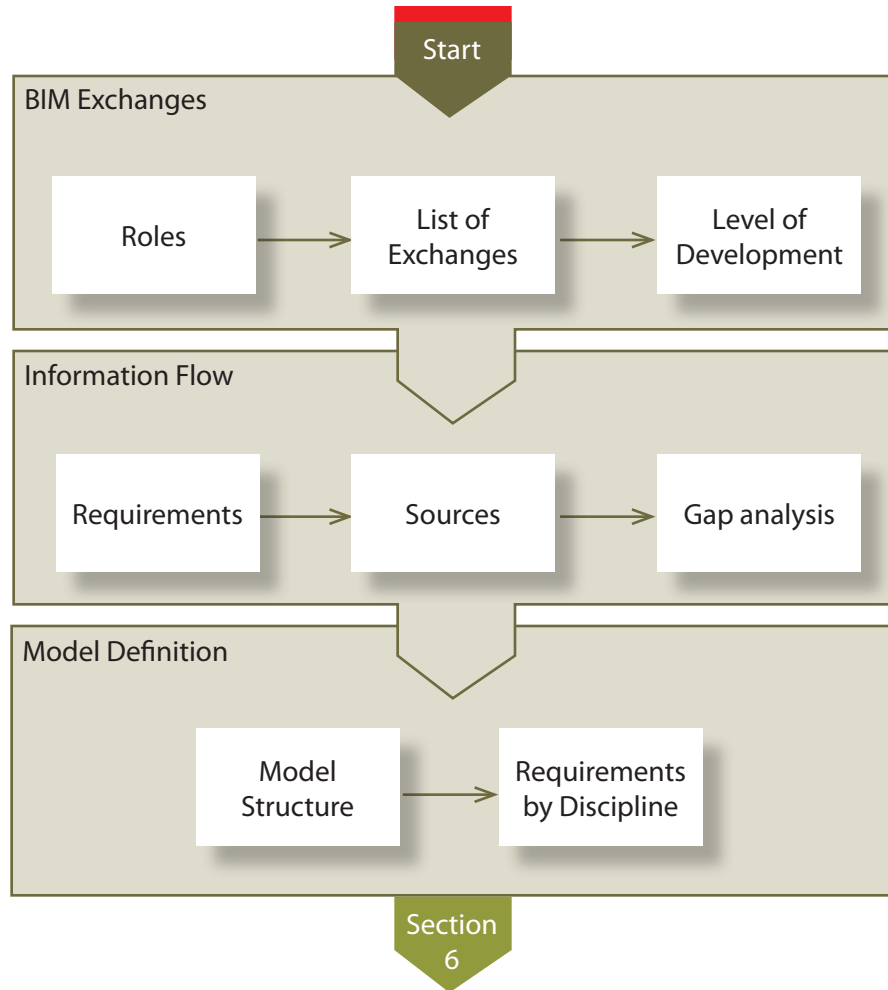 Start
BIM Exchanges
Roles
List of
Exchanges
Level of
Development
Information Flow
Requirements
Sources
Gap analysis
Model Definition
Model
Structure
Requirements
by Discipline
Section
6